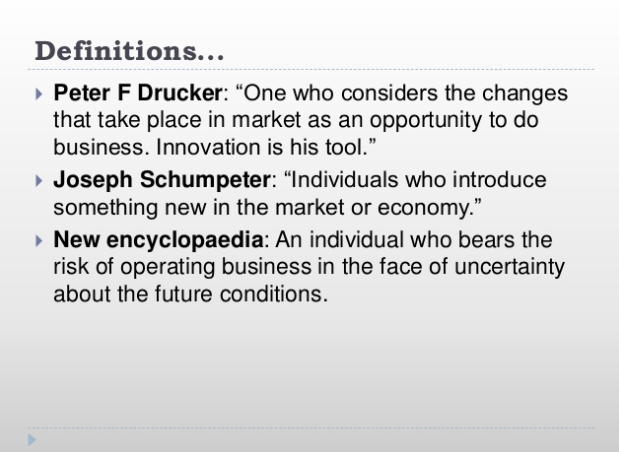 Definitions...
Peter F Drucker: “One who considers the changes
that take place in market as an opportunity to do
business. Innovation is his tool.”
Joseph Schumpeter: “Individuals who introduce
something new in the market or economy.”
New encyclopaedia: An individual who bears the
risk of operating business in the face of uncertainty
about the future conditions.